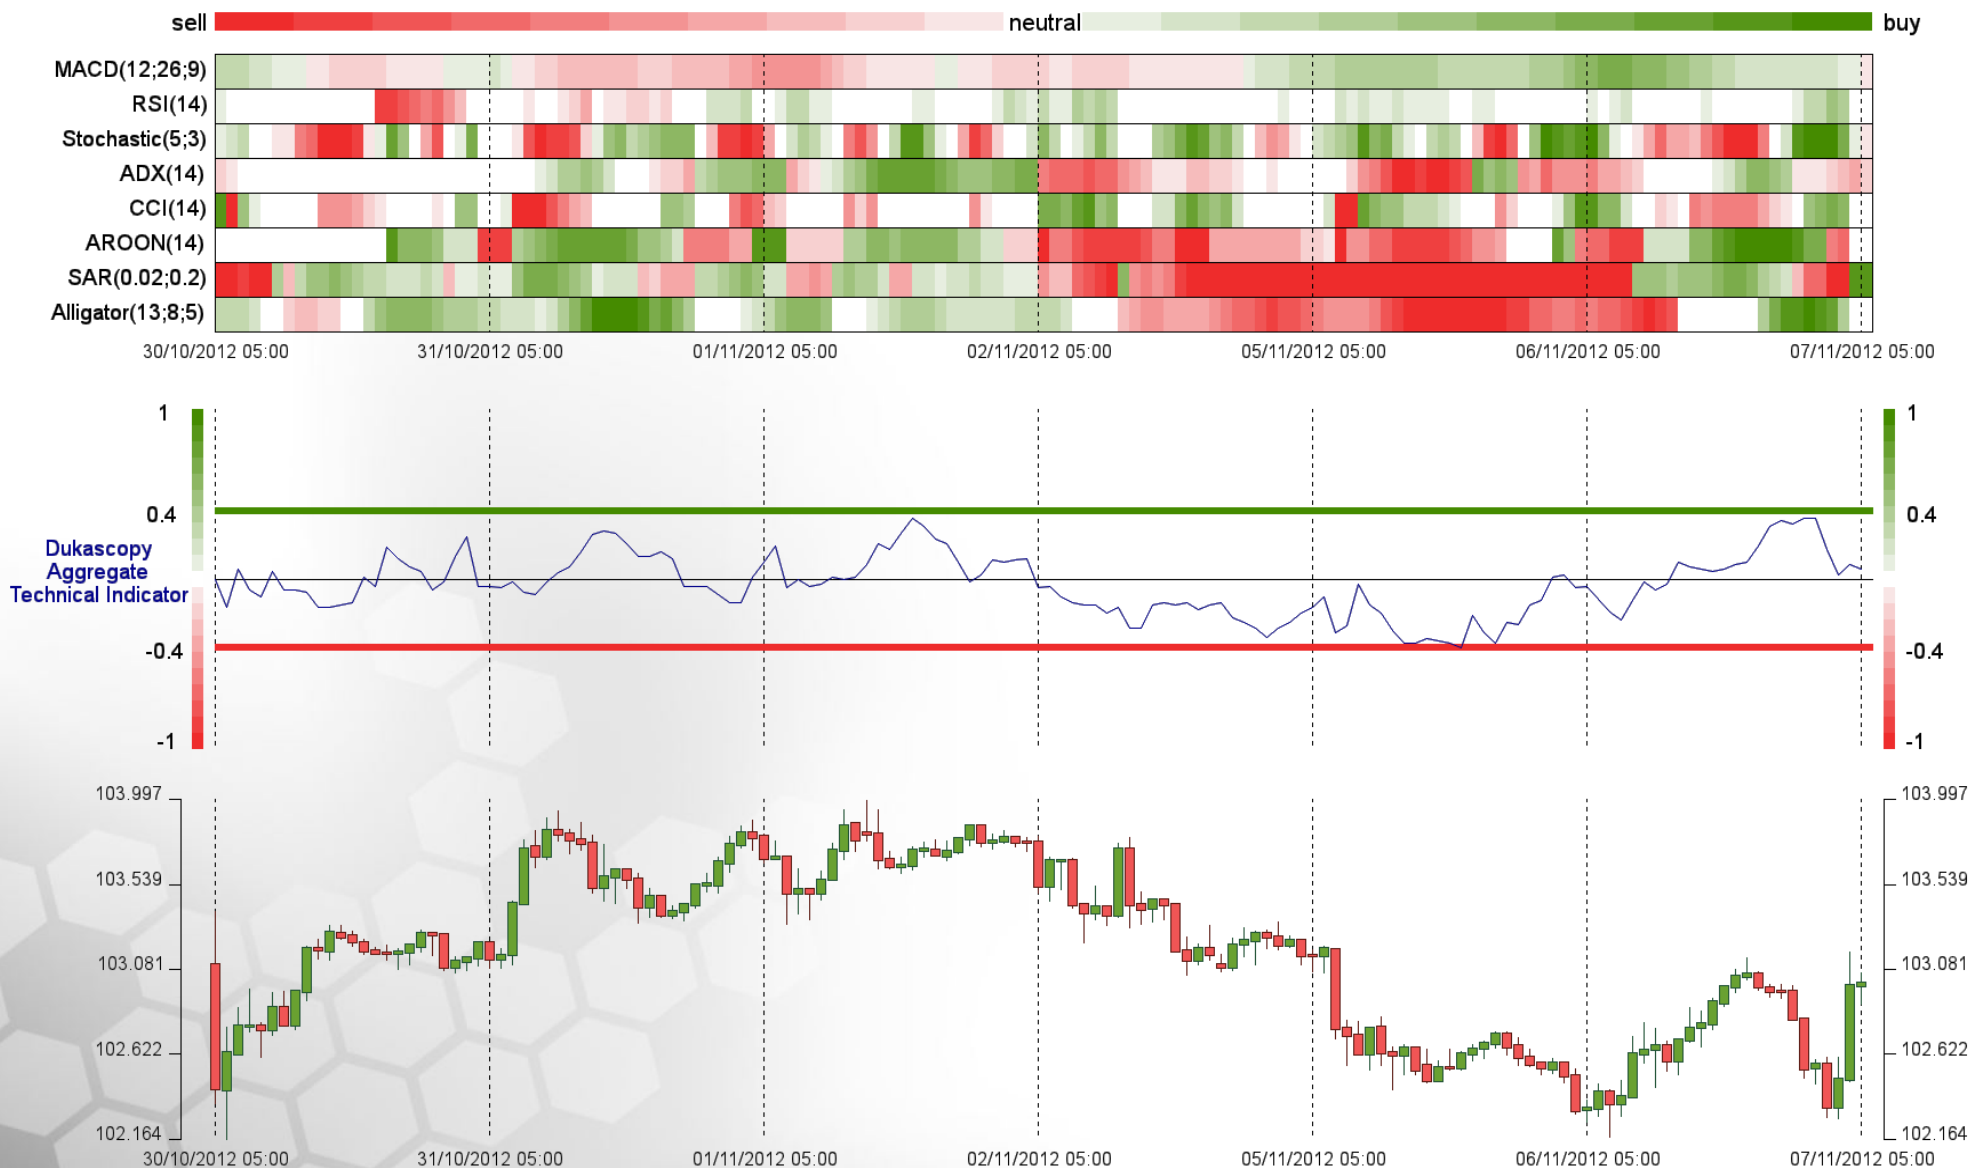 sell neutral buy
MACD(12;26;9)
RSI(14)
Stochastic(5;3)
ADX(14)
CCI(14)
AROON(14)
SAR(0.02;0.2)
Alligator(13;8;5)
30/10/2012 05:00 31/10/2012 05:00 01/11/2012 05:00 02/11/2012 05:00 05/11/2012 05:00 06/11/2012 05:00 07/11/2012 05:00
1 1
0.4 0.4
Dukascopy
Aggregate
Technical Indicator
-0.4 -0.4
-1 -1
103.997 103.997
103.539 103.539
103.081 103.081
102.622 102.622
102.164 102.164
30/10/2012 05:00 31/10/2012 05:00 01/11/2012 05:00 02/11/2012 05:00 05/11/2012 05:00 06/11/2012 05:00 07/11/2012 05:00